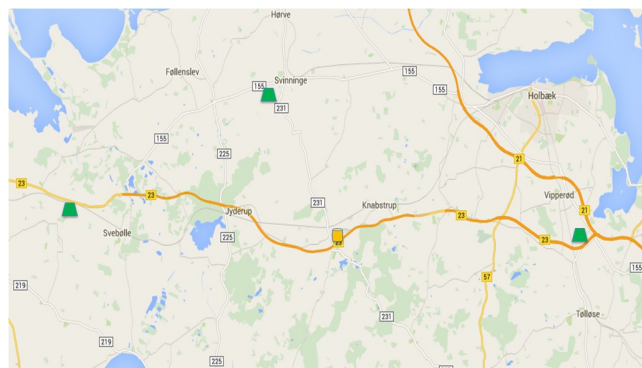 Hørve
Føllenslev
155
155
Svinninge
155
Holbæk
231
155
225
21
23
23
231
Knabstrup
Vipperød
Jyderup
23
21
Svebølle
225
23
23
155
57
219
231
Tølløse
219
225